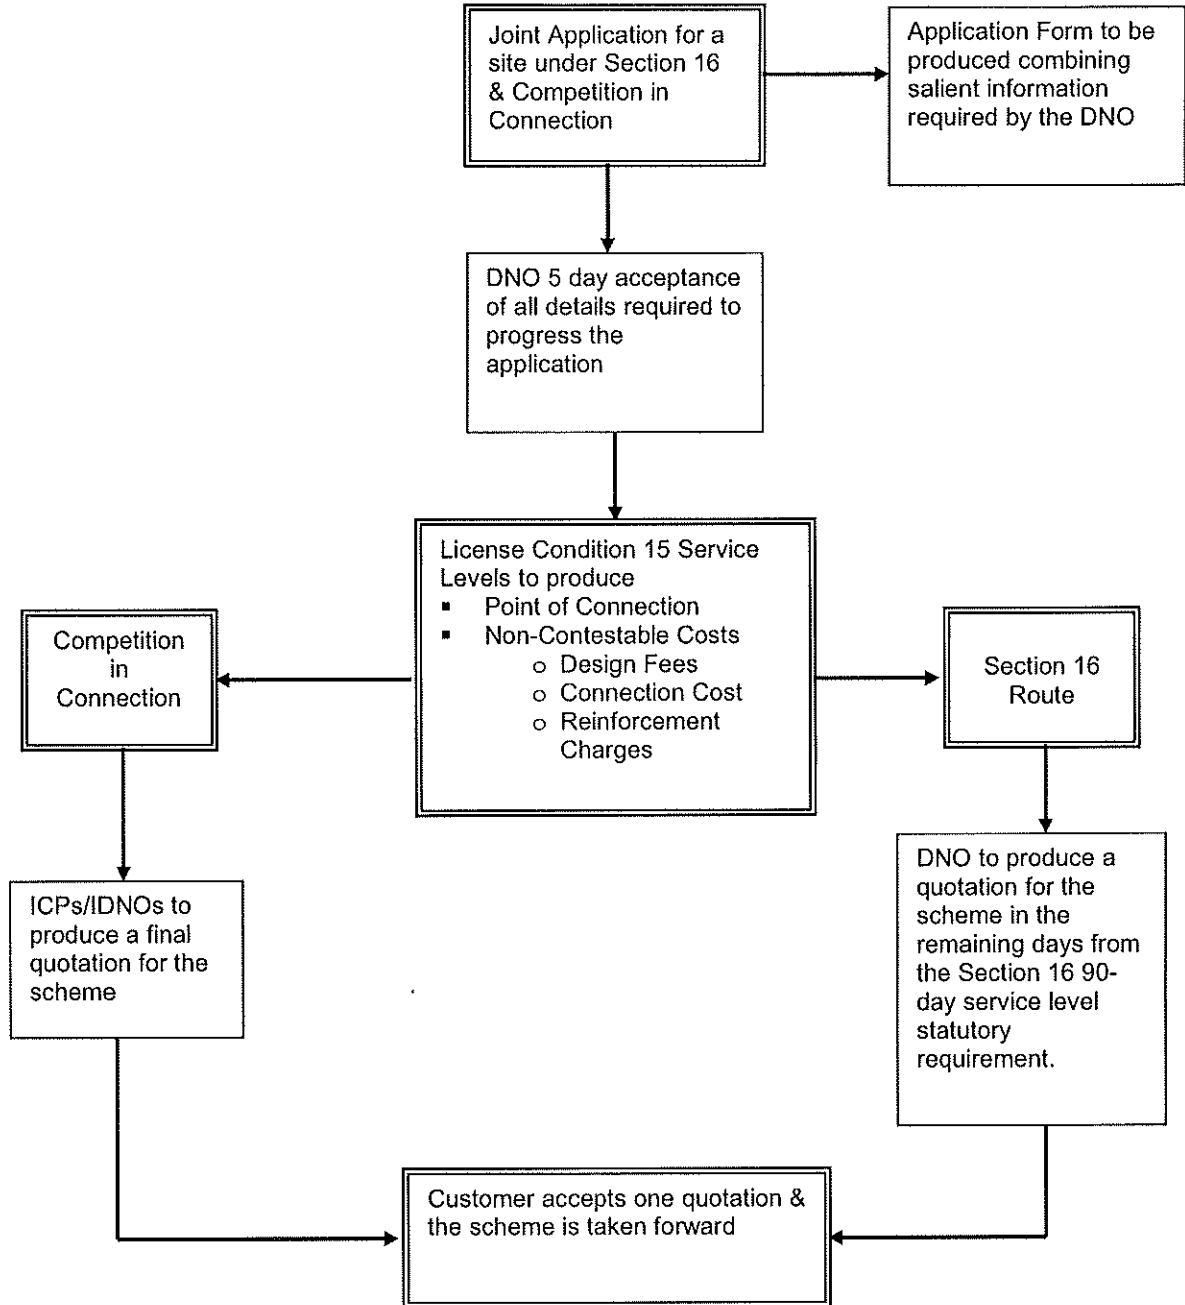 Joint Application for a
site under Section 16
& Competition in
Connection
Application Form to be
produced combining
salient information
required by the DNO
DNO 5 day acceptance
of all details required to
progress the
application
License Condition 15 Service
Levels to produce
▪ Point of Connection
▪ Non-Contestable Costs
o Design Fees
o Connection Cost
o Reinforcement
Charges
Competition
in
Connection
Section 16
Route
ICPs/IDNOs to
produce a final
quotation for the
scheme
DNO to produce a
quotation for the
scheme in the
remaining days from
the Section 16 90-
day service level
statutory
requirement.
Customer accepts one quotation &
the scheme is taken forward